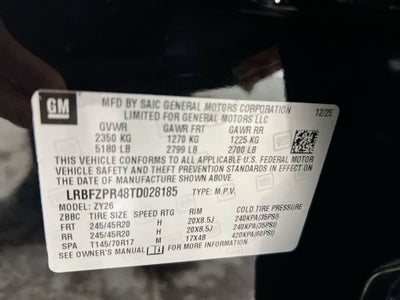 GM
MFD BY SAIC GENERAL MOTORS CORPORATION
LIMITED FOR GENERAL MOTORS LLC
12/25
GVWR GAWR FRT GAWR RR
2350 KG 1270 KG 1225 KG
5180 LB 2799 LB 2700 LB
THIS VEHICLE CONFORMS TO ALL APPLICABLE U.S. FEDERAL MOTOR
VEHICLE SAFETY, BUMPER, AND THEFT PREVENTION STANDARDS IN
EFFECT ON THE DATE OF MANUFACTURE SHOWN ABOVE.
LRBFZPR48TD028185 TYPE: M.P.V.
MODEL: ZY26
ZBBC TIRE SIZE SPEED RTG RIM COLD TIRE PRESSURE
FRT 245/45R20 H 20X8.5J 240KPA(35PSI)
RR 245/45R20 H 20X8.5J 240KPA(35PSI)
SPA T145/70R17 M 17X4B 420KPA(60PSI)
SEE OWNER'S MANUAL FOR ADDITIONAL INFORMATION